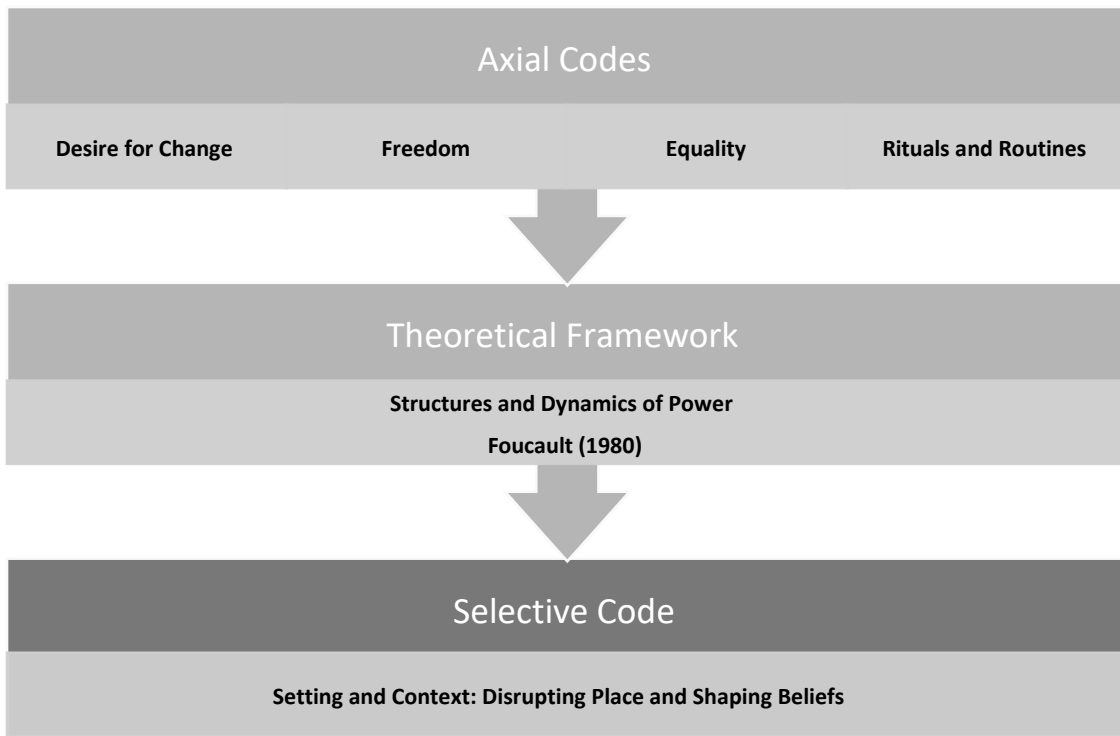 Axial Codes
Desire for Change Freedom Equality Rituals and Routines
Theoretical Framework
Structures and Dynamics of Power
Foucault (1980)
Selective Code
Setting and Context: Disrupting Place and Shaping Beliefs